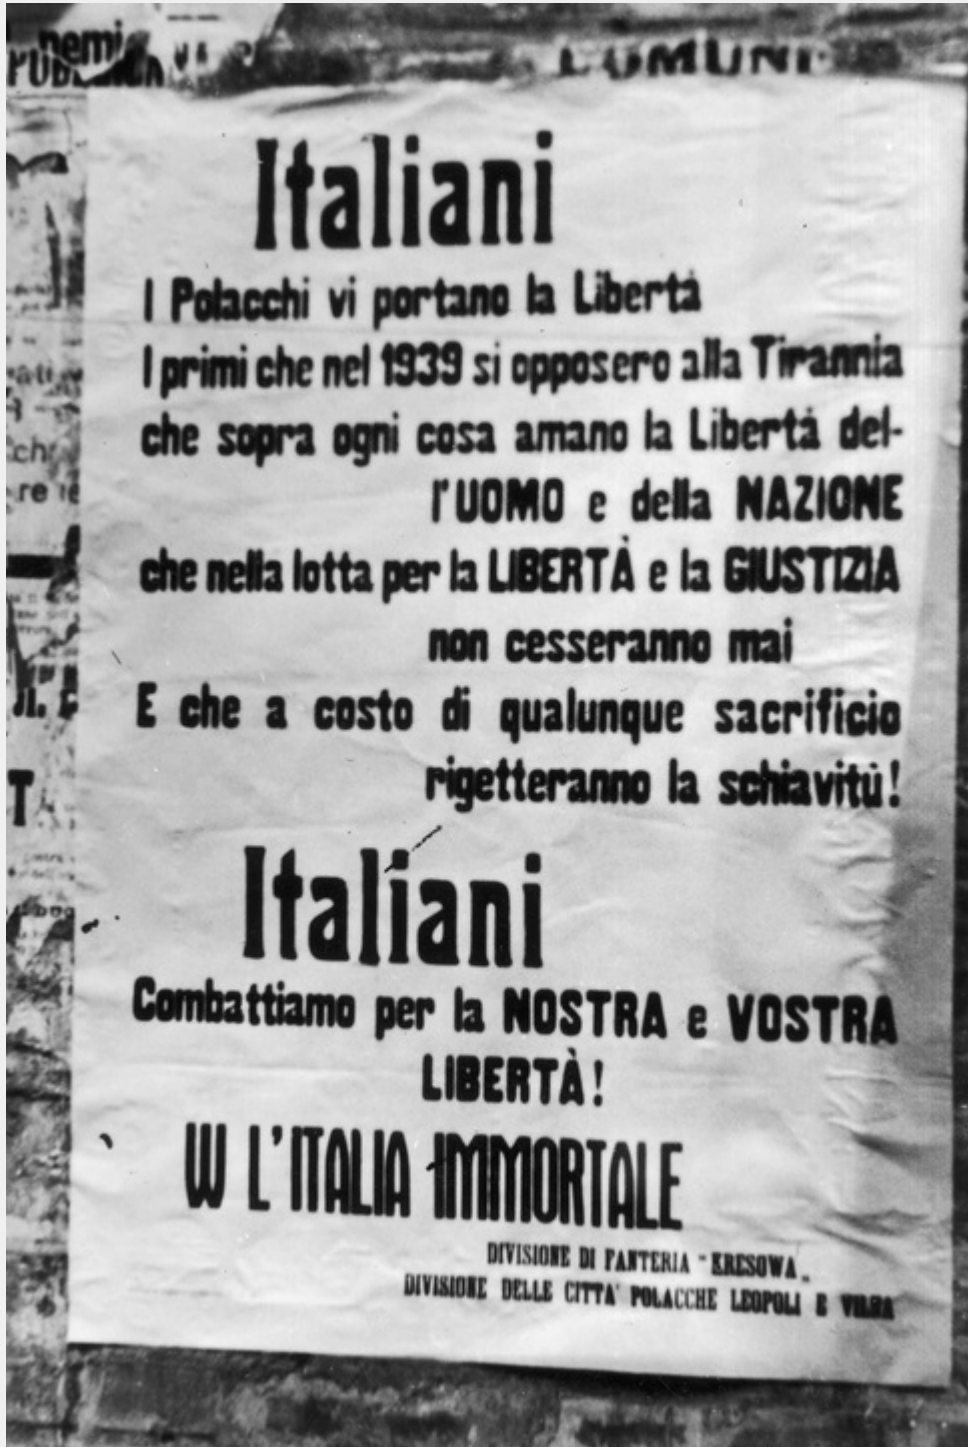 nemi
COMUNE
Italiani
I Polacchi vi portano la Libertà
I primi che nel 1939 si opposero alla Tirannia
che sopra ogni cosa amano la Libertà del-
l'UOMO e della NAZIONE
che nella lotta per la LIBERTÀ e la GIUSTIZIA
non cesseranno mai
E che a costo di qualunque sacrificio
rigetteranno la schiavitù!
Italiani
Combattiamo per la NOSTRA e VOSTRA
LIBERTÀ!
W L'ITALIA IMMORTALE
DIVISIONE DI FANTERIA "KRESOWA„
DIVISIONE DELLE CITTA' POLACCHE LEOPOLI E VILNA